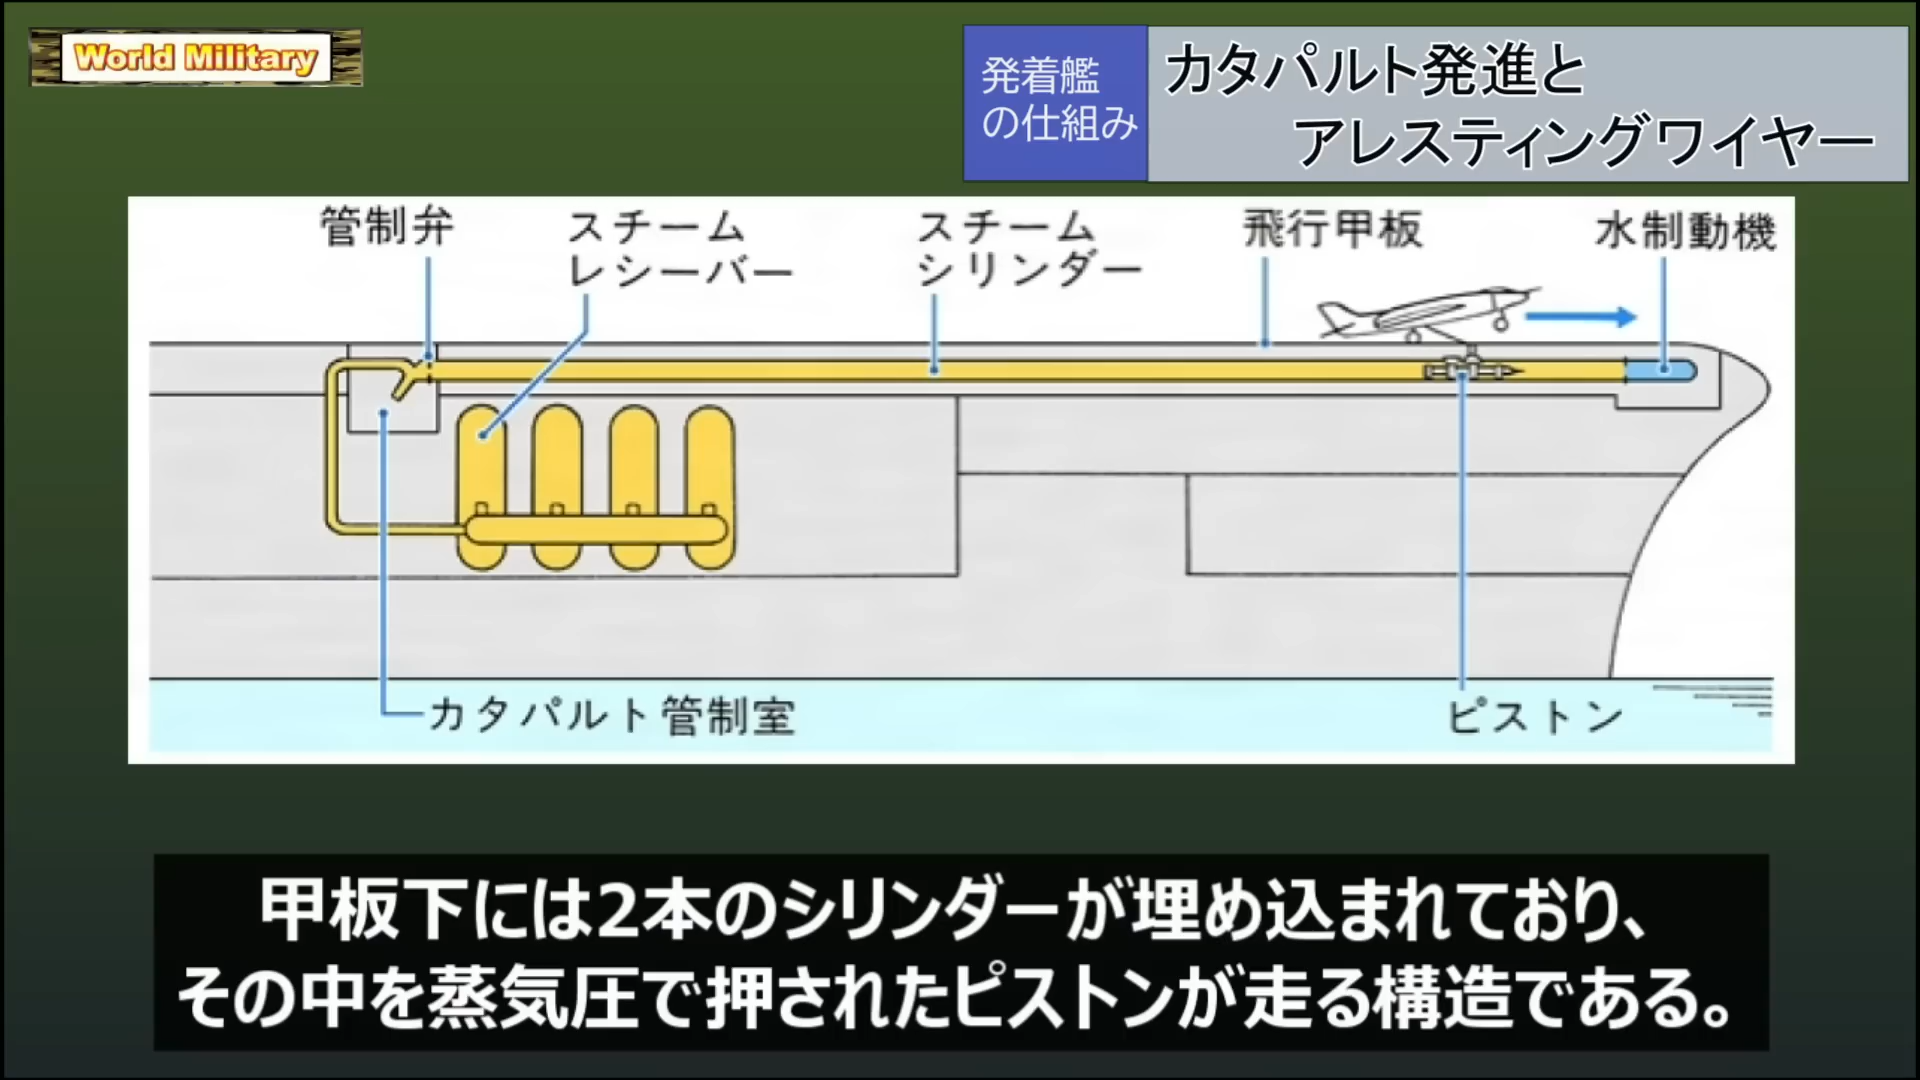 World Military
発着艦
の仕組み
カタパルト発進と
アレスティングワイヤー
管制弁
スチーム
レシーバー
スチーム
シリンダー
飛行甲板
水制動機
カタパルト管制室
ピストン
甲板下には2本のシリンダーが埋め込まれており、
その中を蒸気圧で押されたピストンが走る構造である。